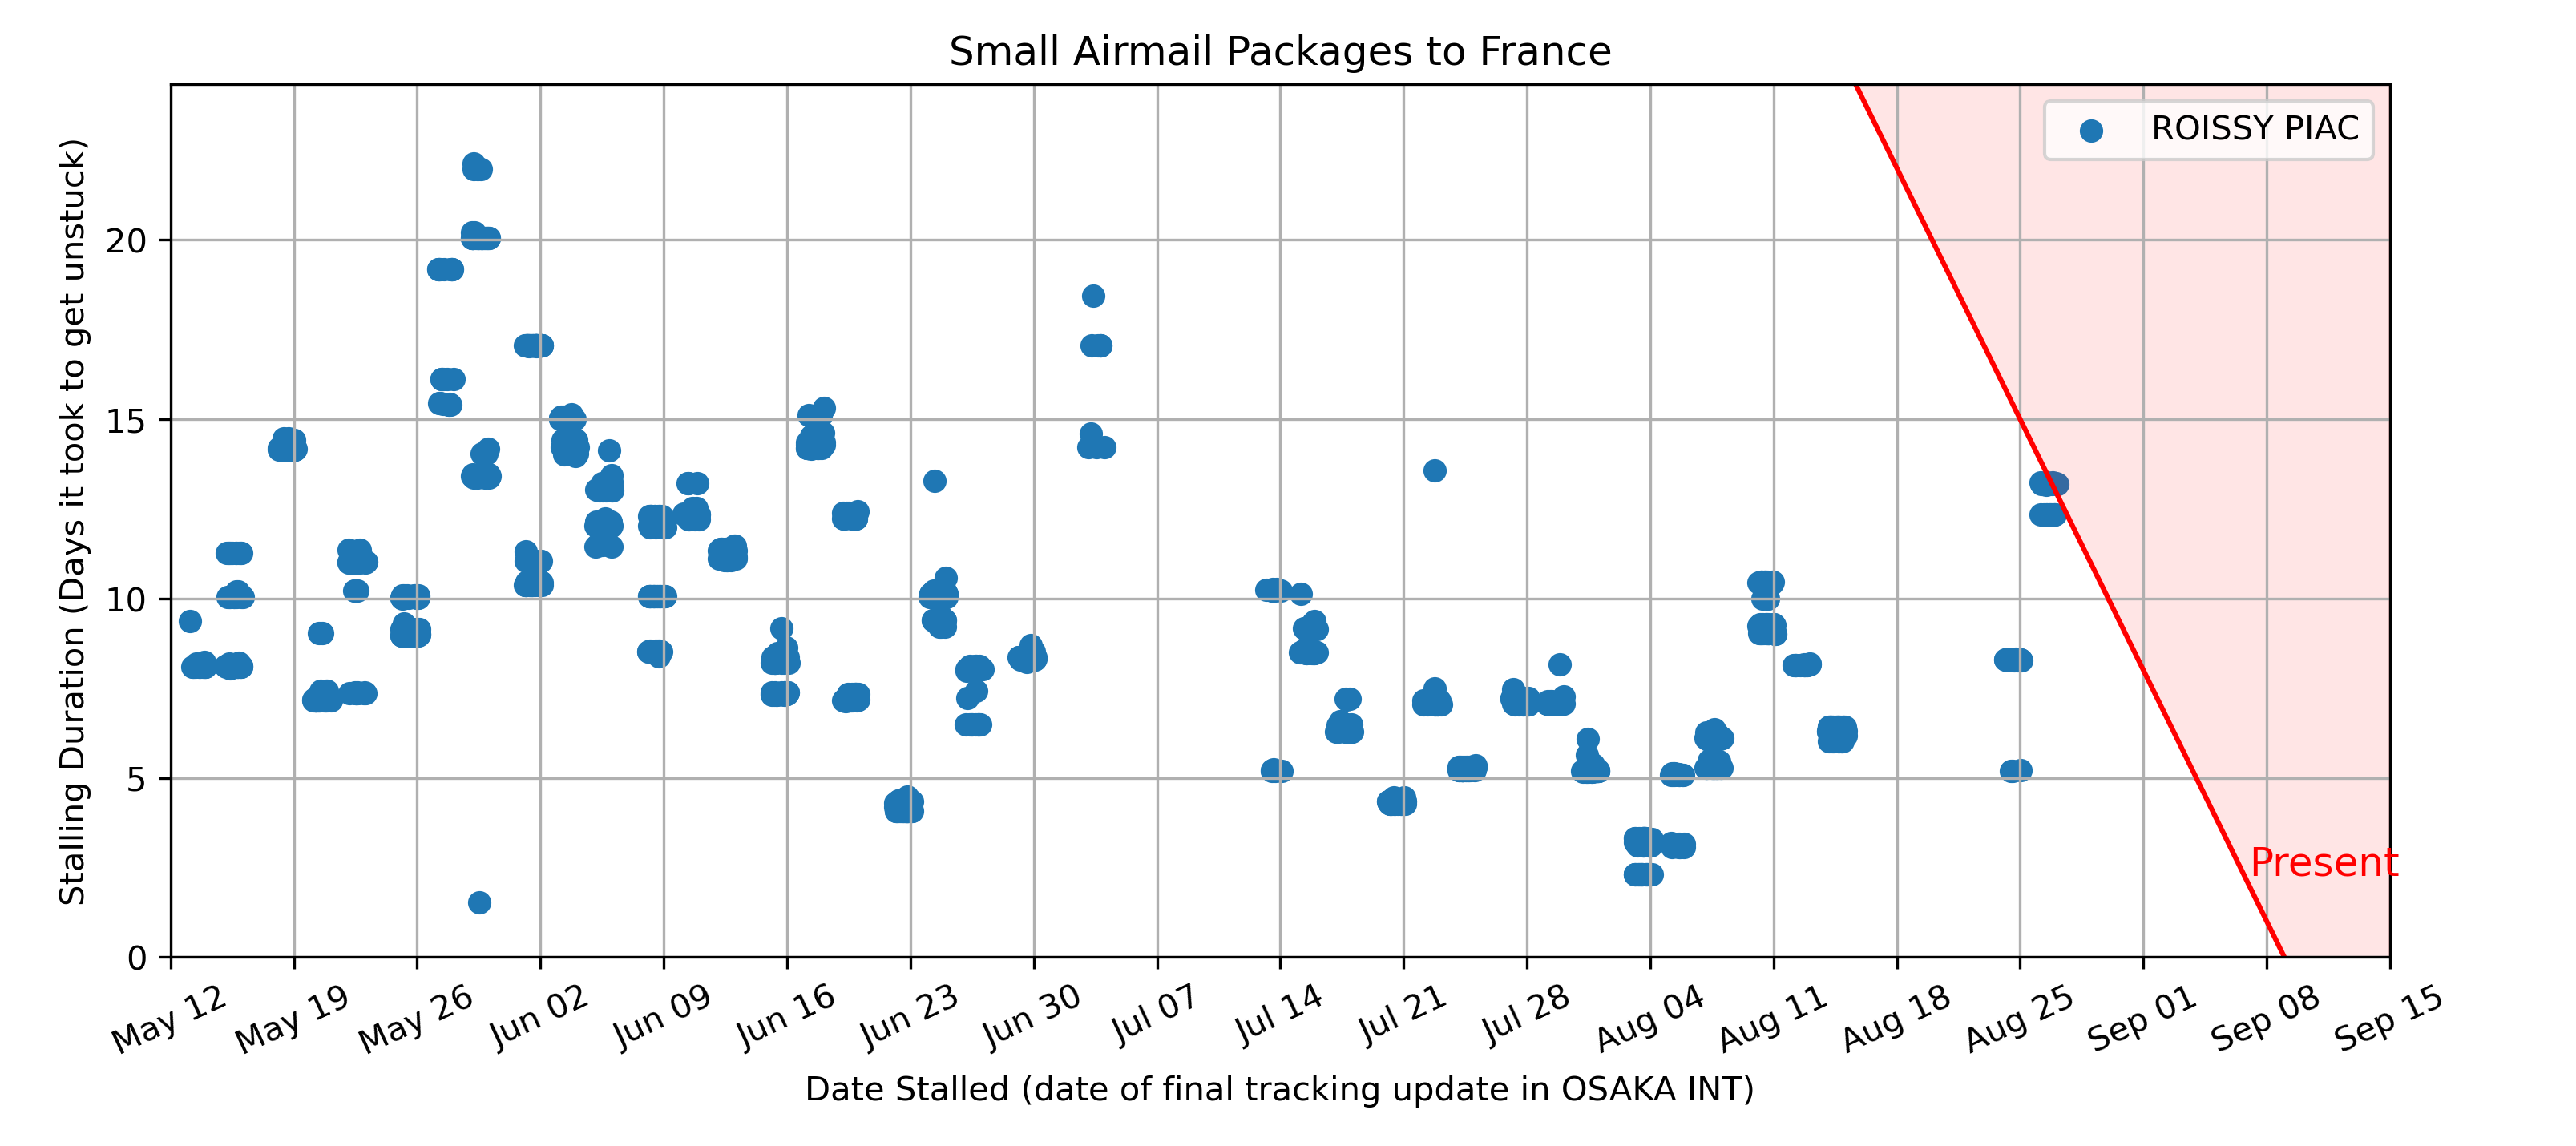 Small Airmail Packages to France
ROISSY PIAC
Stalling Duration (Days it took to get unstuck)
20
15
10
5
0
Present
May 12
May 19
May 26
Jun 02
Jun 09
Jun 16
Jun 23
Jun 30
Jul 07
Jul 14
Jul 21
Jul 28
Aug 04
Aug 11
Aug 18
Aug 25
Sep 01
Sep 08
Sep 15
Date Stalled (date of final tracking update in OSAKA INT)